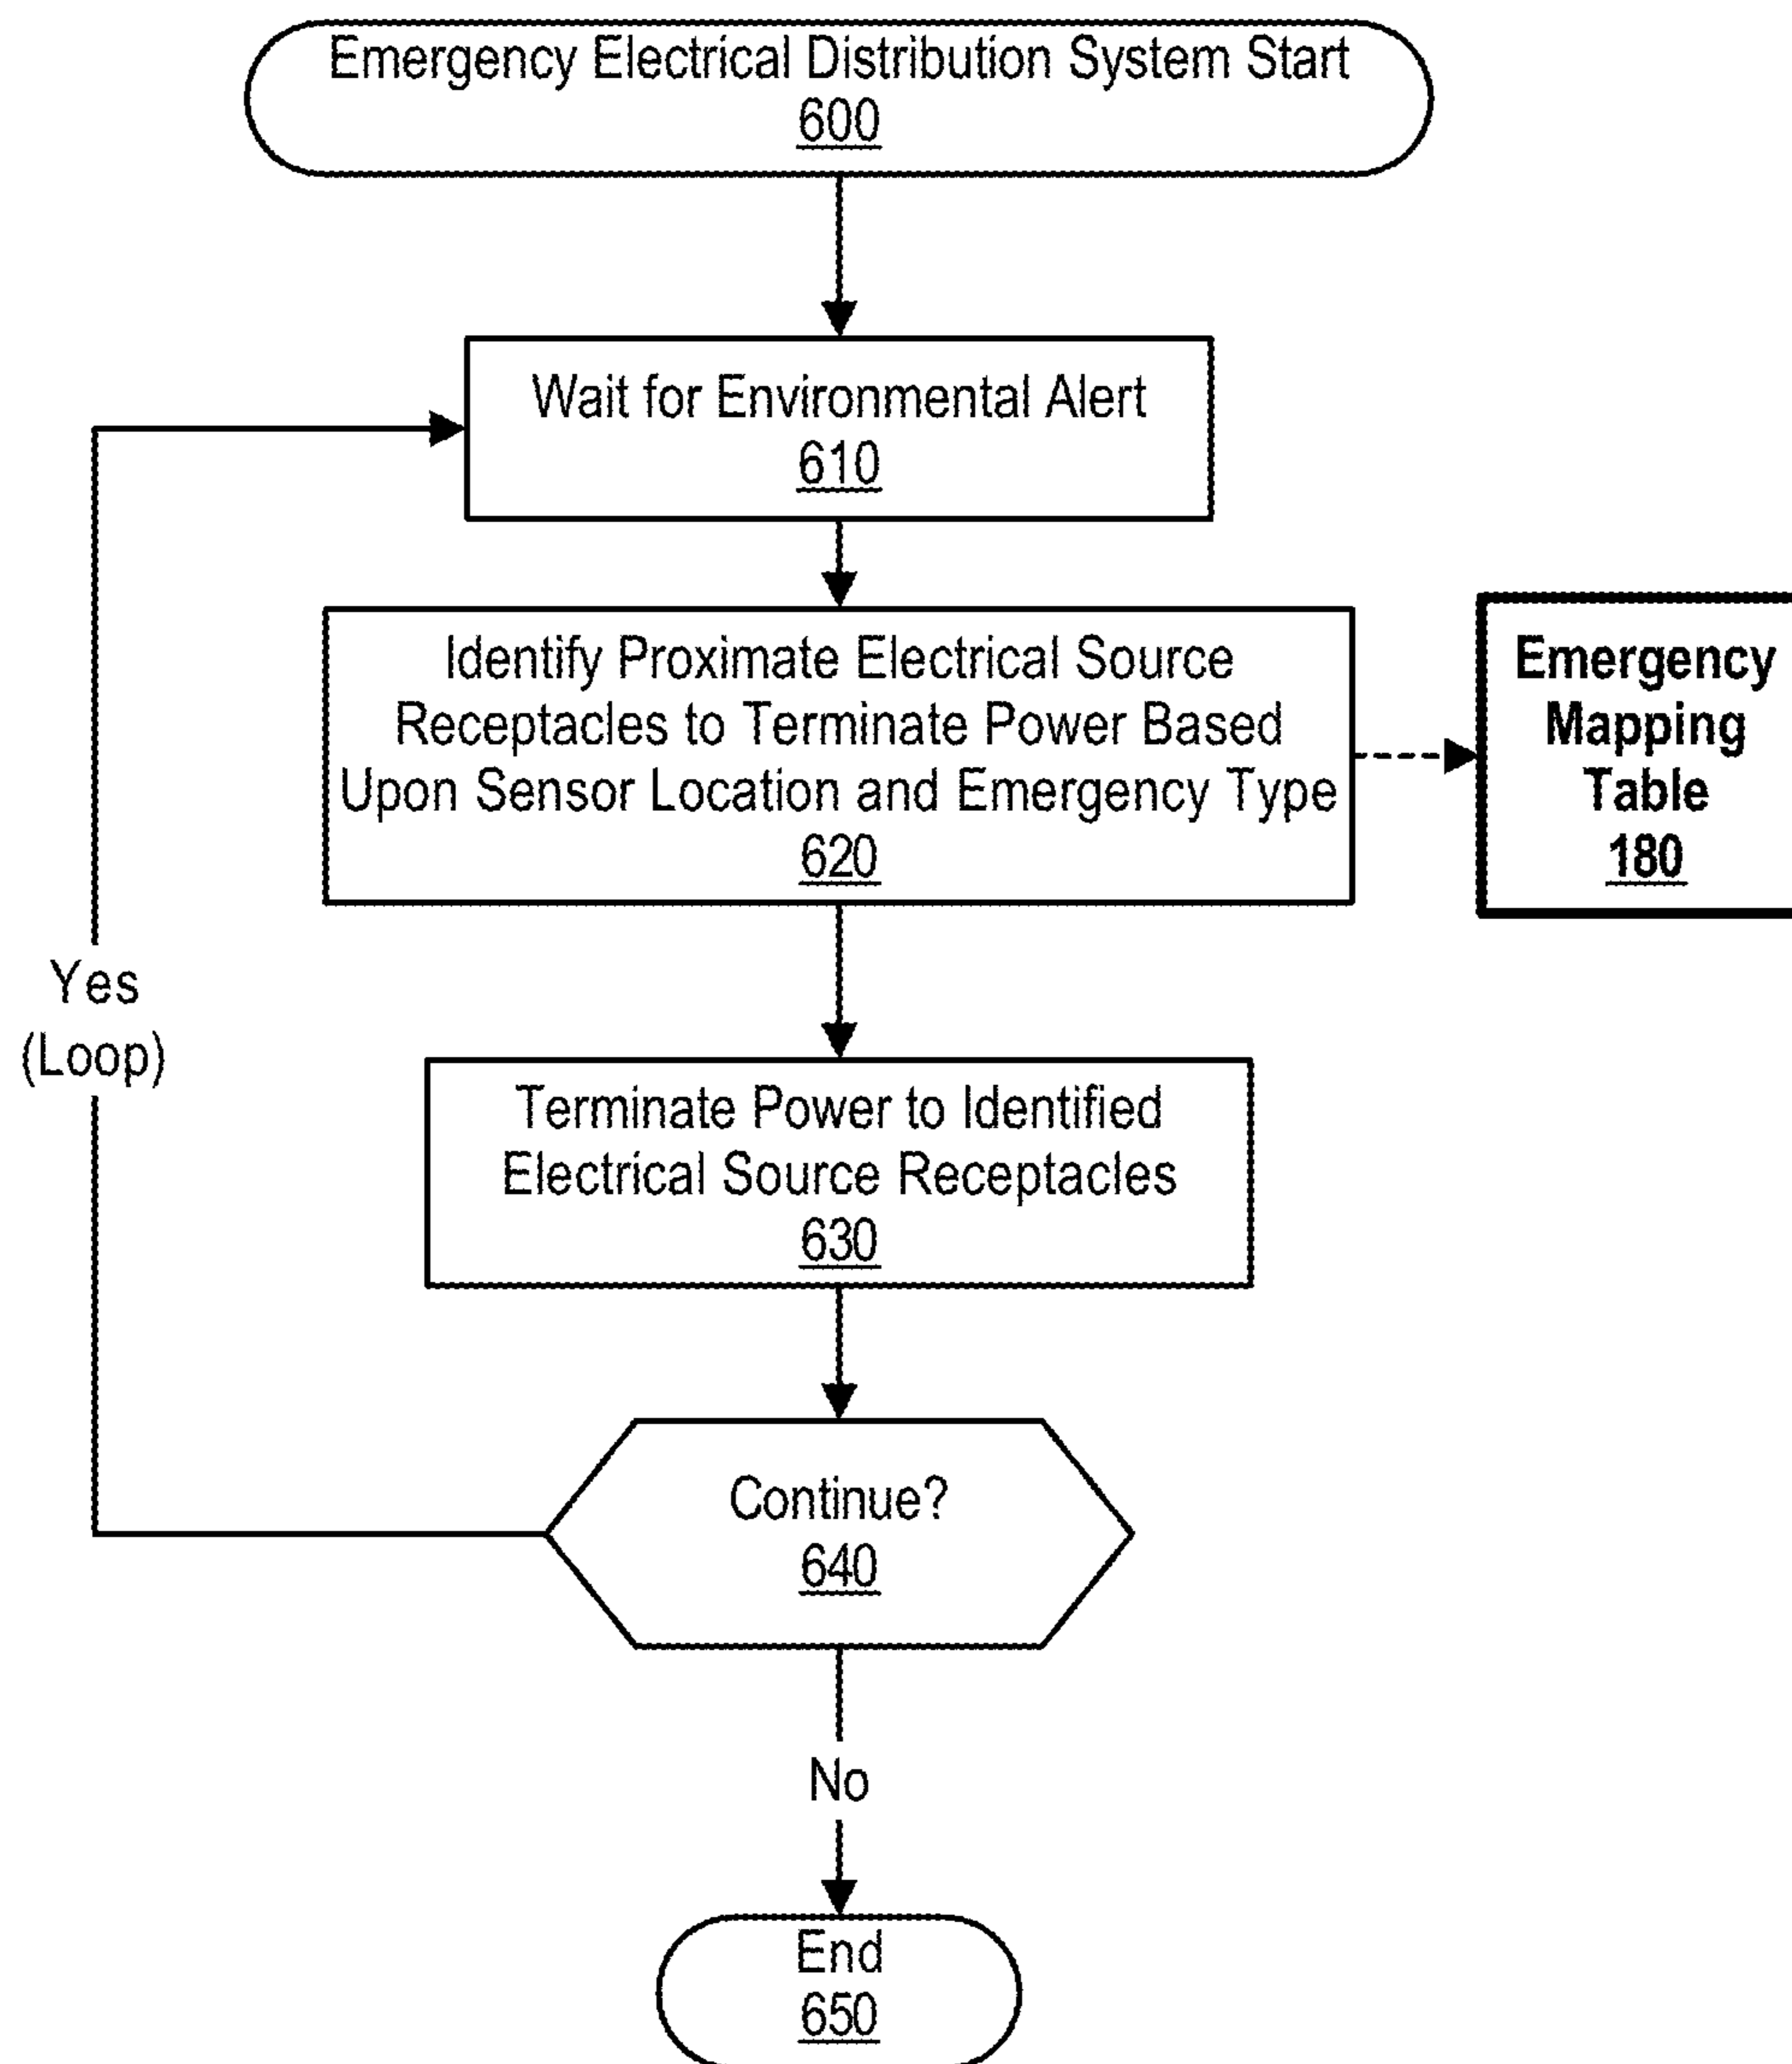 Emergency Electrical Distribution System Start
600
Wait for Environmental Alert
610
Identify Proximate Electrical Source
Receptacles to Terminate Power Based
Upon Sensor Location and Emergency Type
620
Emergency
Mapping
Table
180
Yes
(Loop)
Terminate Power to Identified
Electrical Source Receptacles
630
Continue?
640
No
End
650